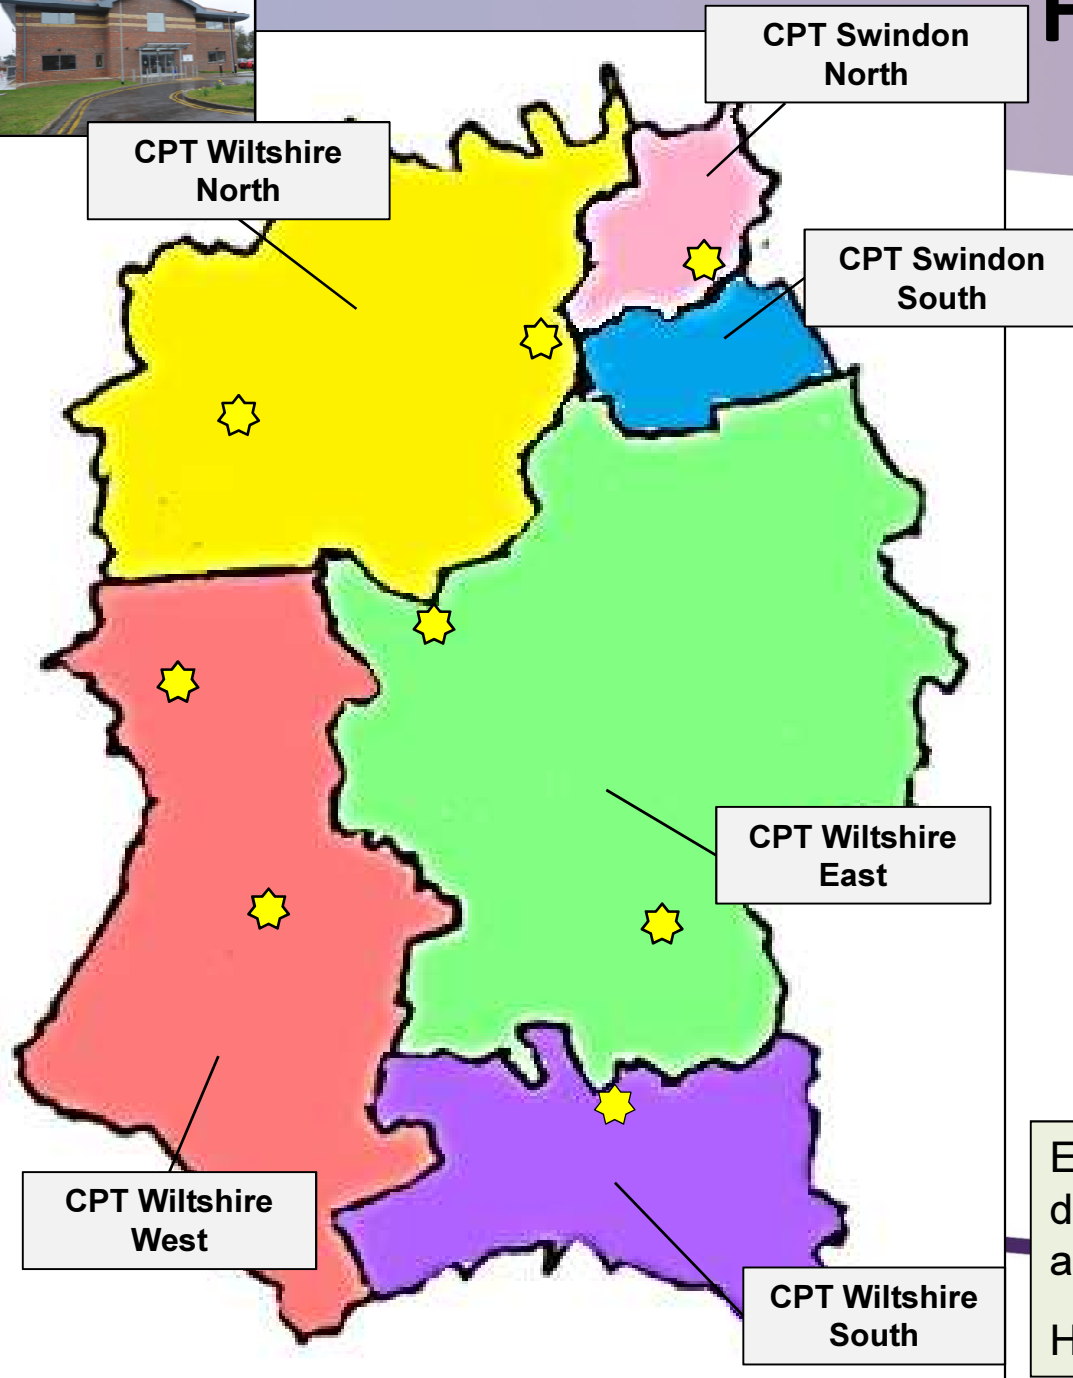 H
CPT Swindon
North
CPT Wiltshire
North
CPT Swindon
South
CPT Wiltshire
East
E
d
a
H
CPT Wiltshire
West
CPT Wiltshire
South